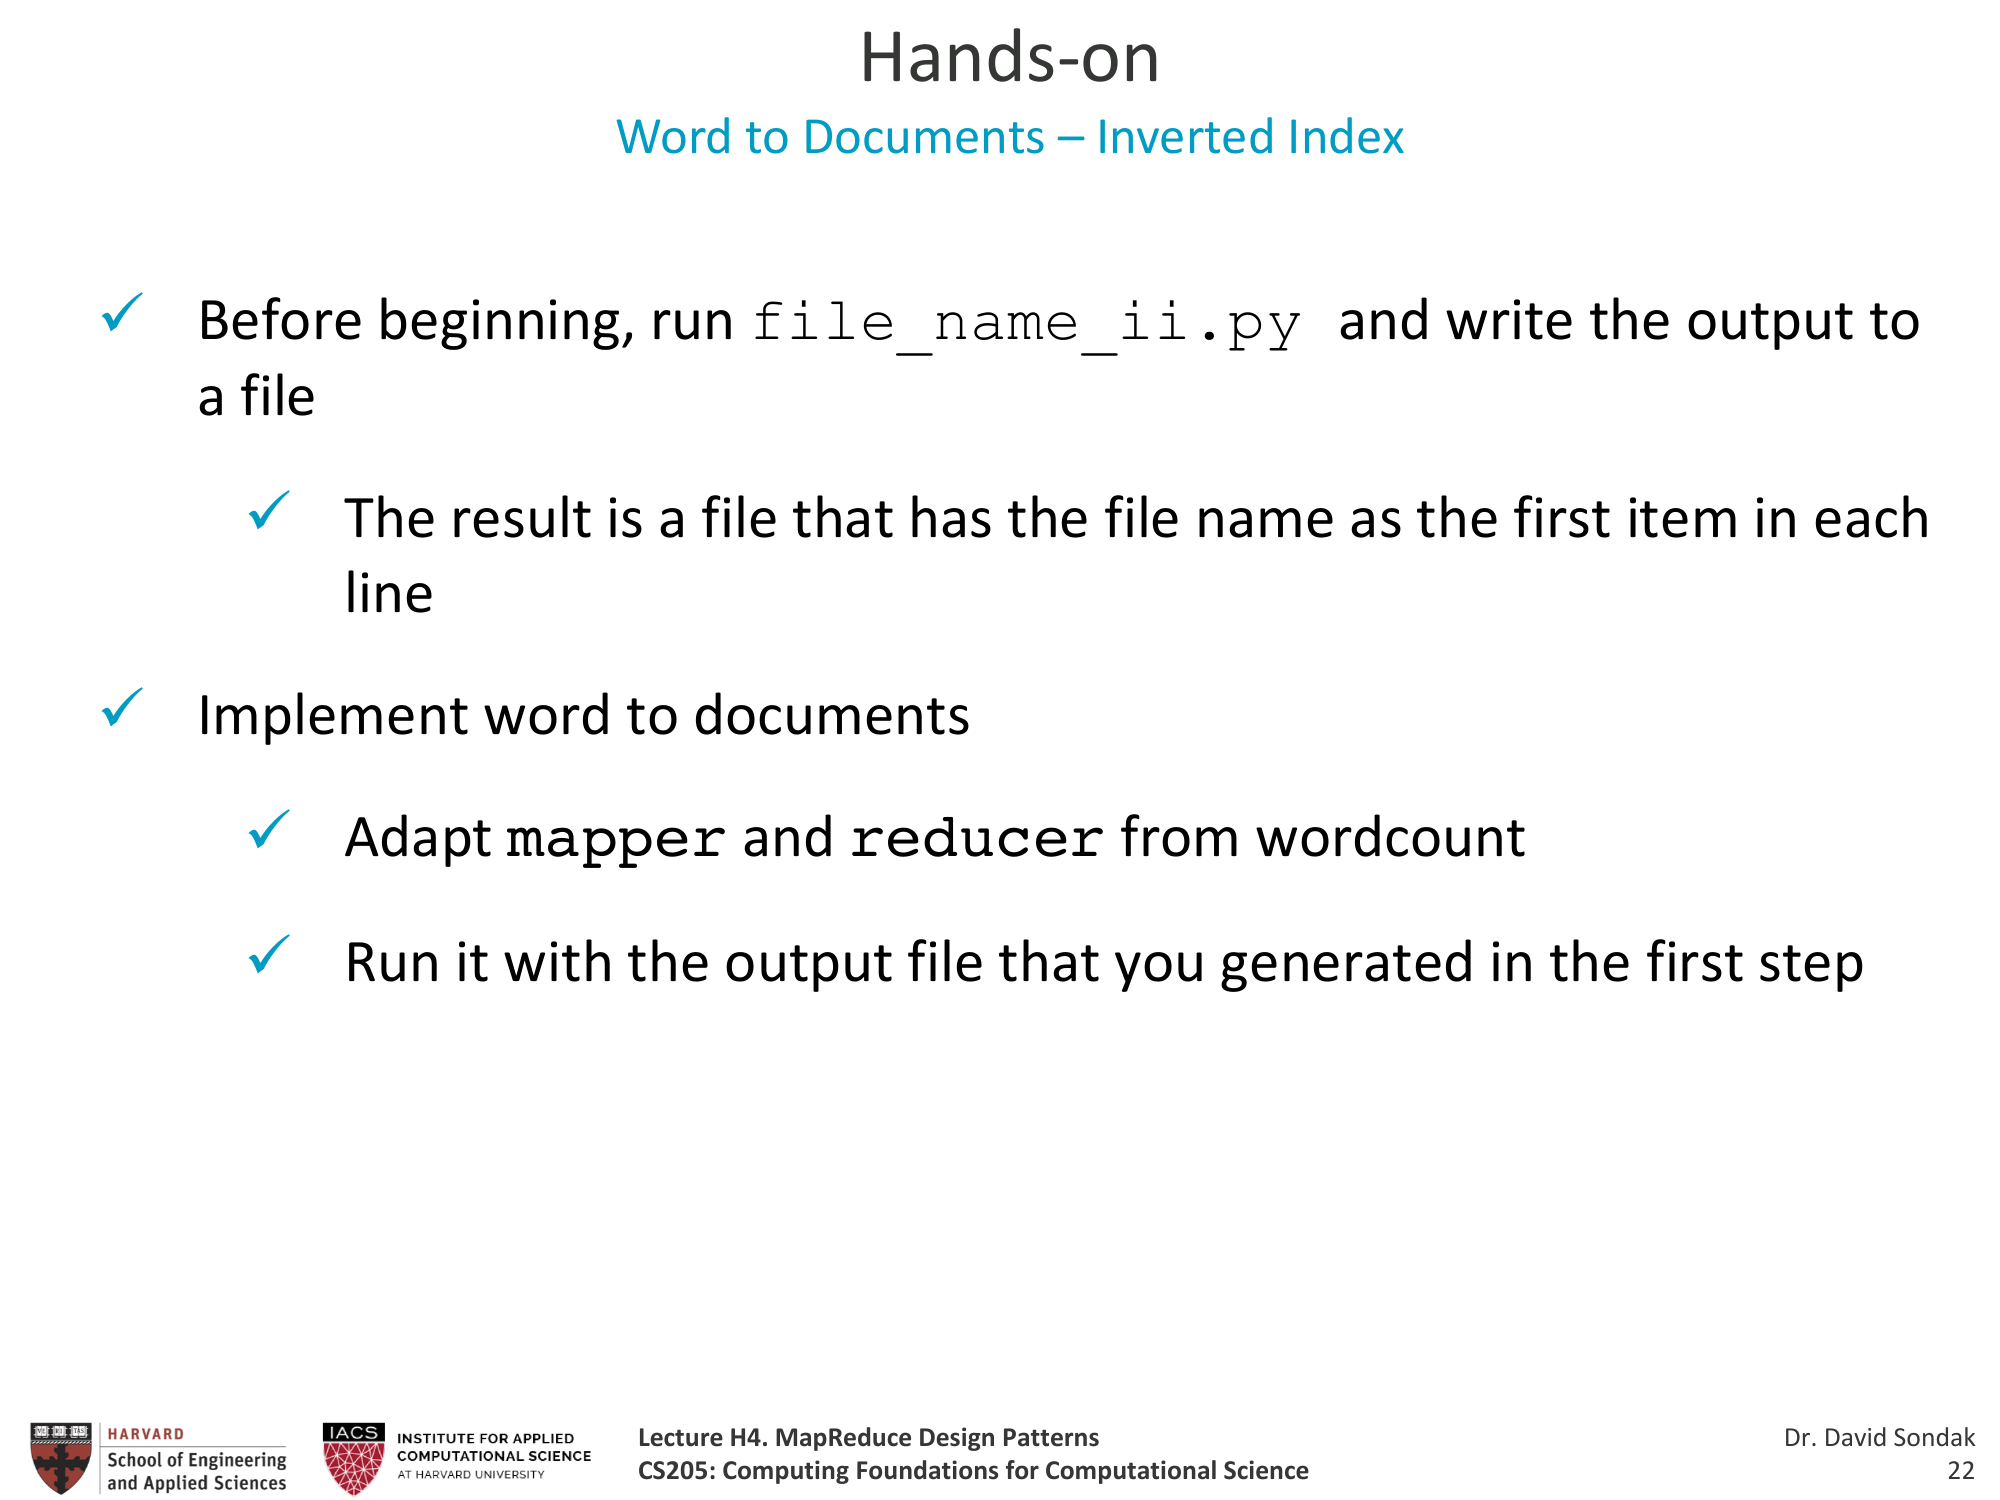 Hands-on
Word to Documents – Inverted Index
Before beginning, run file_name_ii.py and write the output to
a file
The result is a file that has the file name as the first item in each
line
Implement word to documents
Adapt mapper and reducer from wordcount
Run it with the output file that you generated in the first step
HARVARD
School of Engineering
and Applied Sciences
IACS
INSTITUTE FOR APPLIED
COMPUTATIONAL SCIENCE
AT HARVARD UNIVERSITY
Lecture H4. MapReduce Design Patterns
CS205: Computing Foundations for Computational Science
Dr. David Sondak
22